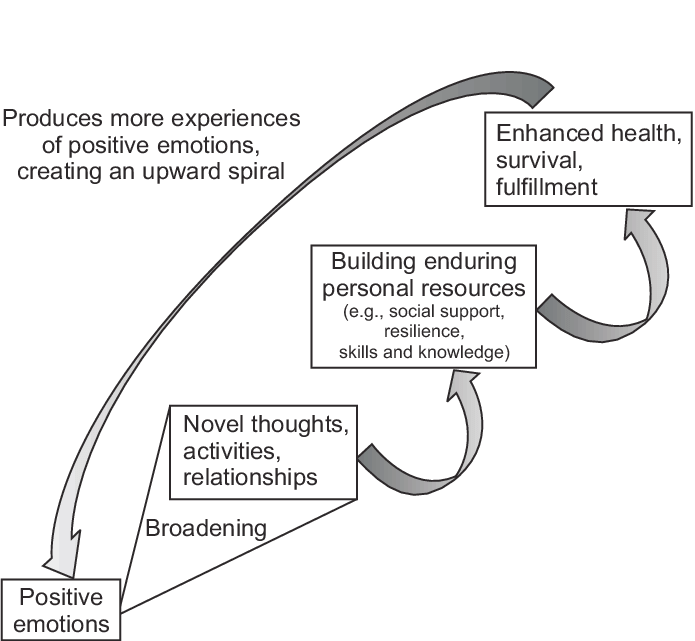 Produces more experiences
of positive emotions,
creating an upward spiral
Enhanced health,
survival,
fulfillment
Building enduring
personal resources
(e.g., social support,
resilience,
skills and knowledge)
Novel thoughts,
activities,
relationships
Broadening
Positive
emotions